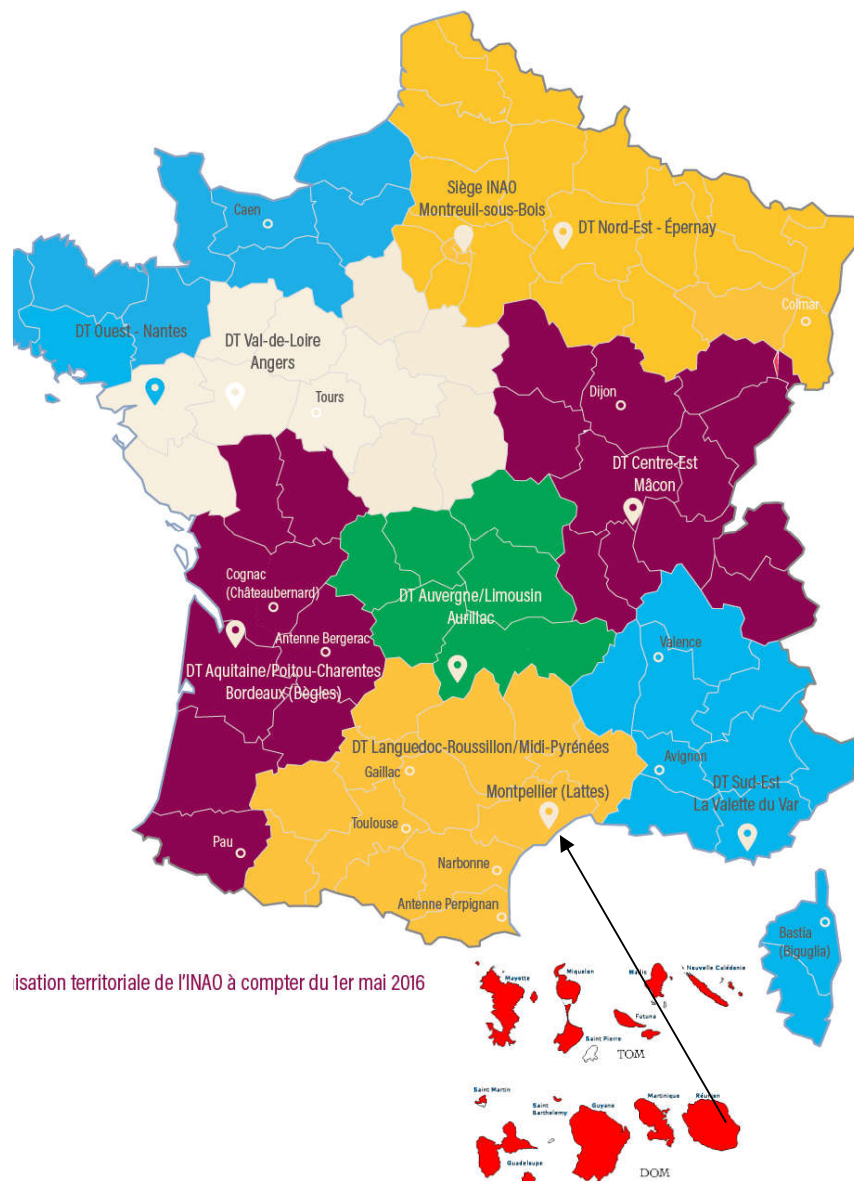 Siège INAO
Montreuil-sous-Bois
Caen
DT Nord-Est - Épernay
Colmar
DT Ouest - Nantes
DT Val-de-Loire
Angers
Tours
Dijon
DT Centre-Est
Mâcon
Cognac
(Châteaubernard)
DT Auvergne/Limousin
Aurillac
Antenne Bergerac
Valence
DT Aquitaine/Poitou-Charentes
Bordeaux (Bègles)
DT Languedoc-Roussillon/Midi-Pyrénées
Gaillac
Avignon
Montpellier (Lattes)
DT Sud-Est
La Valette du Var
Toulouse
Pau
Narbonne
Antenne Perpignan
Bastia
(Biguglia)
isation territoriale de l'INAO à compter du 1er mai 2016
Mayotte
Miquelon
Wallis
Nouvelle Calédonie
Futuna
Saint Pierre
TOM
Saint Martin
Saint
Barthelemy
Guyane
Martinique
Réunion
Guadeloupe
DOM